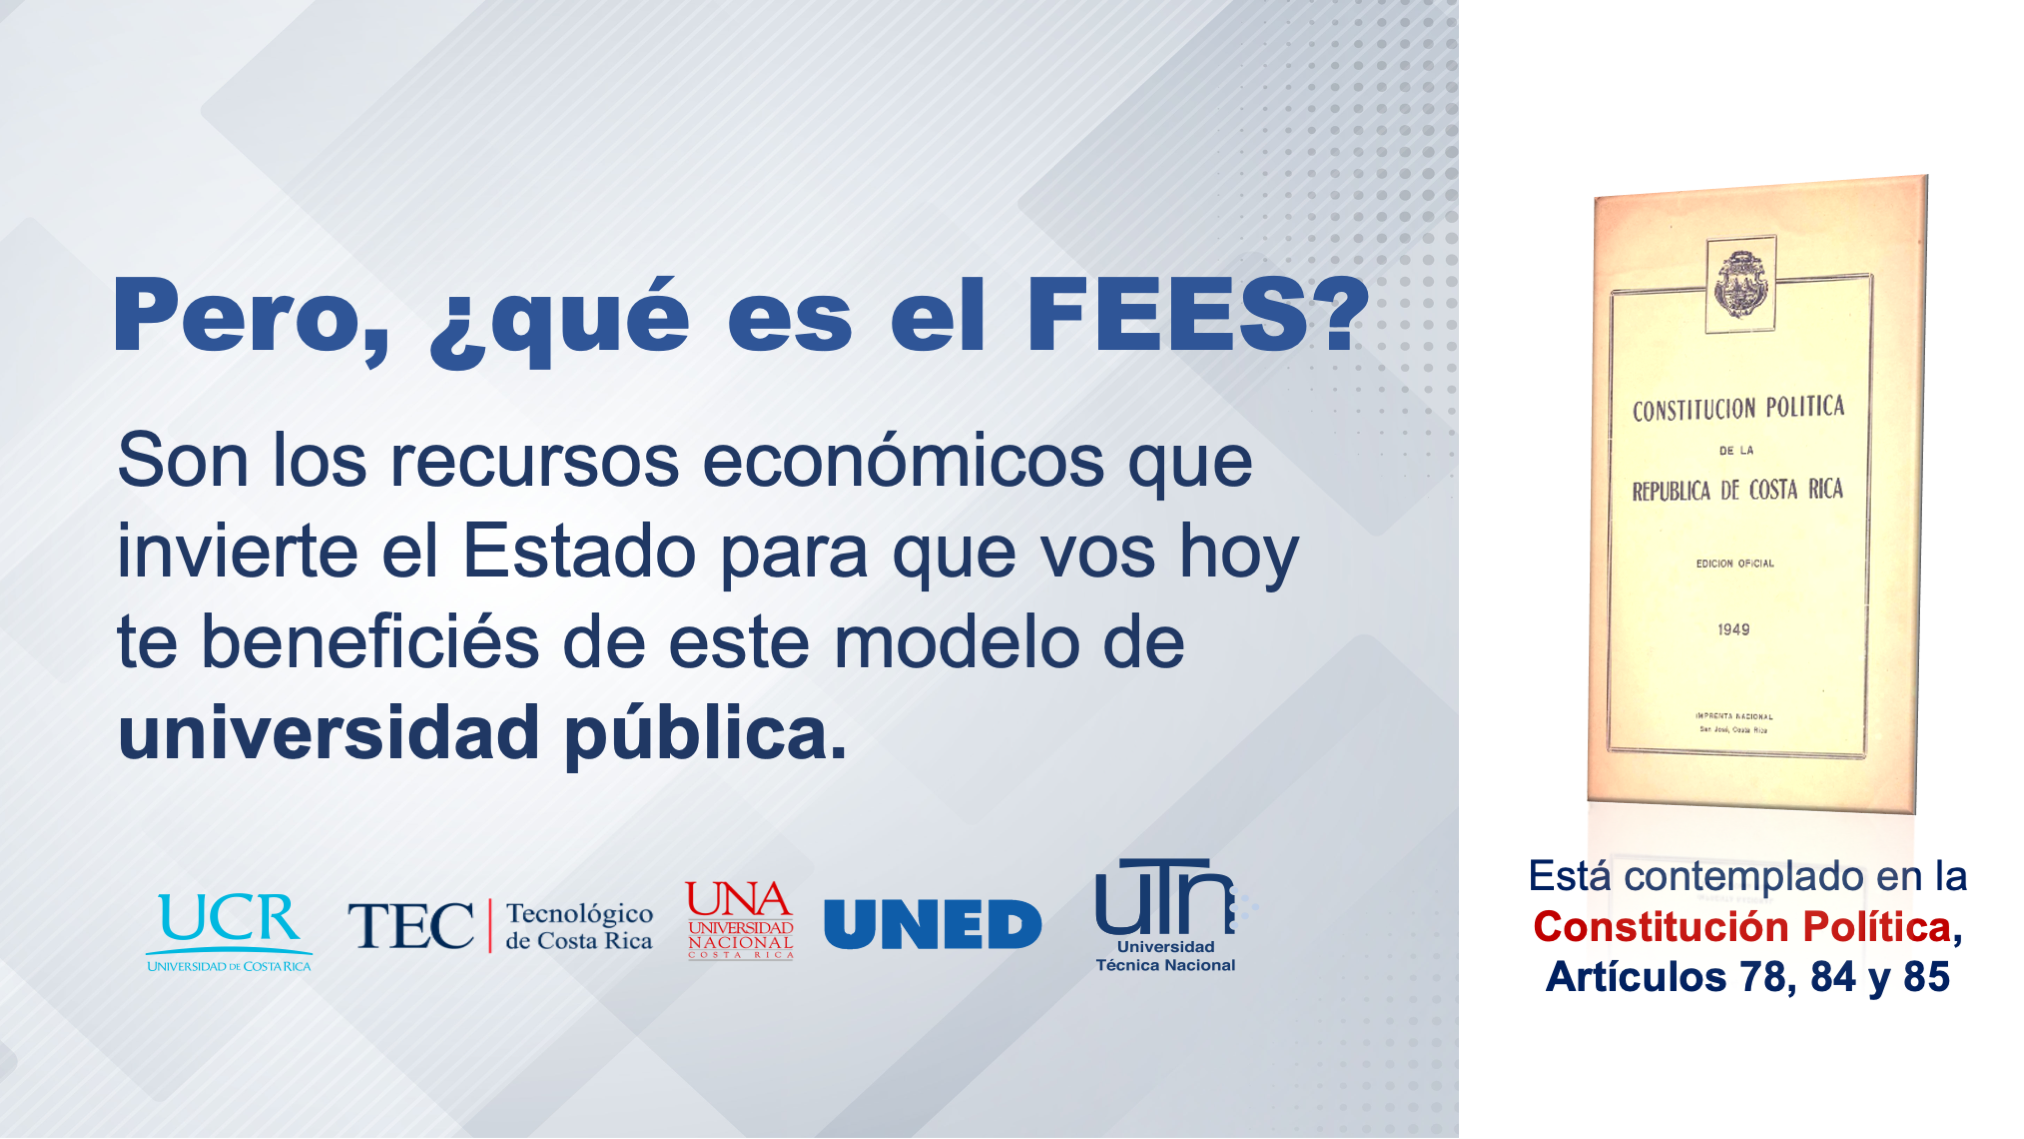 Pero, ¿qué es el FEES?
Son los recursos económicos que
invierte el Estado para que vos hoy
te beneficiés de este modelo de
universidad pública.
UCR
UNIVERSIDAD DE COSTA RICA
TEC
Tecnológico
de Costa Rica
UNA
UNIVERSIDAD
NACIONAL
COSTA RICA
UNED
UTN
Universidad
Técnica Nacional
CONSTITUCION POLITICA
DE LA
REPUBLICA DE COSTA RICA
EDICION OFICIAL
1949
IMPRENTA NACIONAL
San José, Costa Rica
Está contemplado en la
Constitución Política,
Artículos 78, 84 y 85